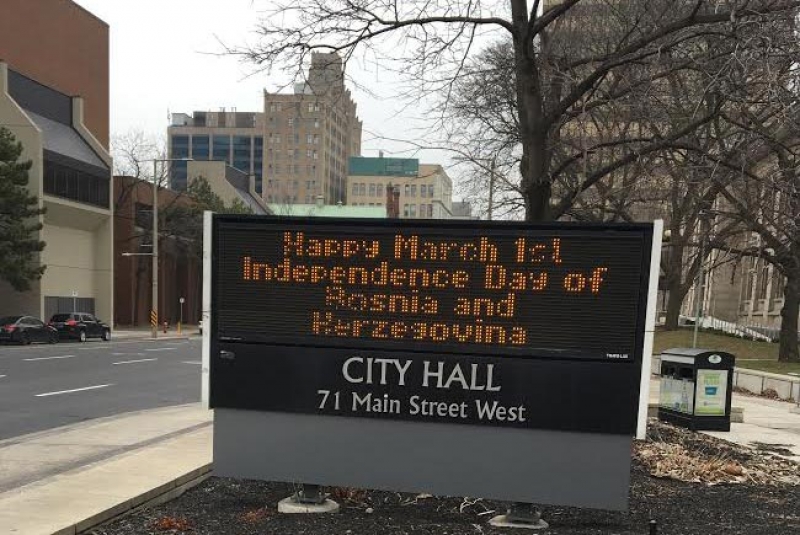 Happy March 1st
Independence Day of
Bosnia and
Herzegovina
CITY HALL
71 Main Street West